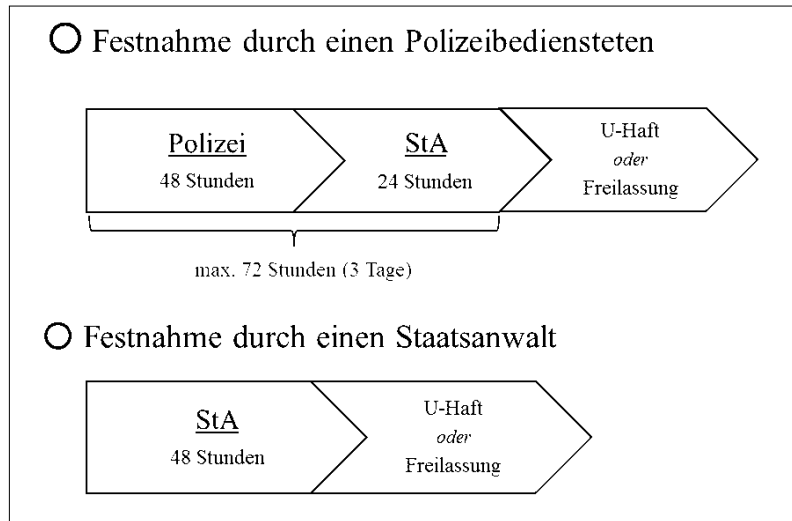 Festnahme durch einen Polizeibediensteten
Polizei
48 Stunden
StA
24 Stunden
U-Haft
oder
Freilassung
max. 72 Stunden (3 Tage)
Festnahme durch einen Staatsanwalt
StA
48 Stunden
U-Haft
oder
Freilassung